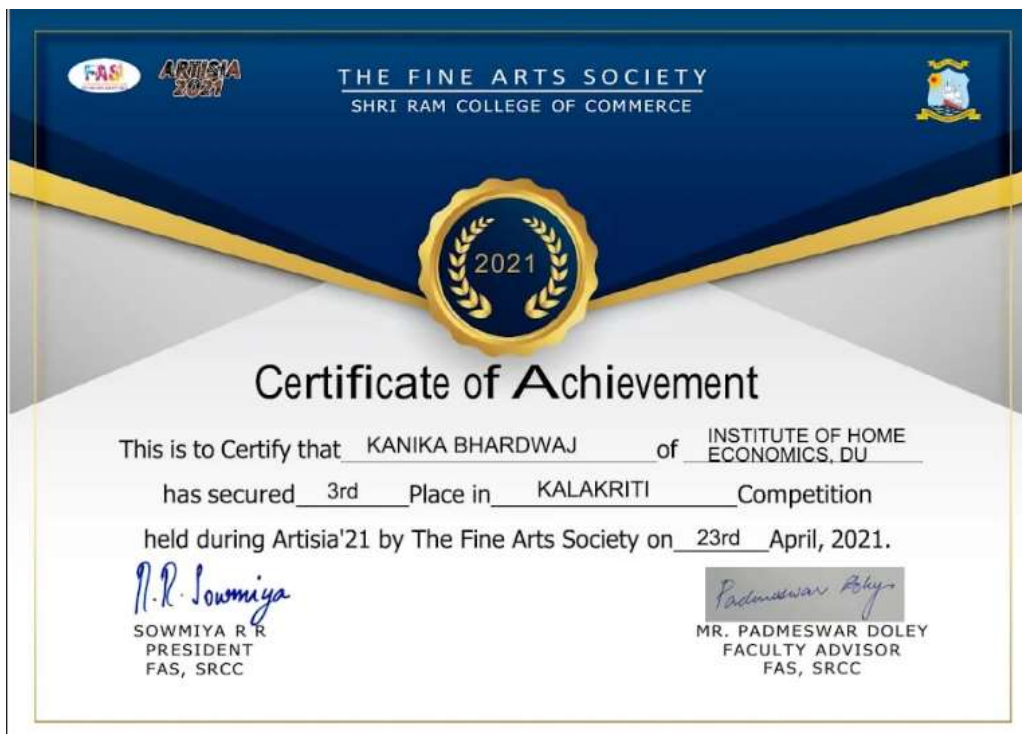 FAS
ARTISIA
2021
THE FINE ARTS SOCIETY
SHRI RAM COLLEGE OF COMMERCE
2021
Certificate of Achievement
This is to Certify that KANIKA BHARDWAJ of INSTITUTE OF HOME ECONOMICS, DU
has secured 3rd Place in KALAKRITI Competition
held during Artisia'21 by The Fine Arts Society on 23rd April, 2021.
R.R. Sowmiya
SOWMIYA R R
PRESIDENT
FAS, SRCC
Padmeswar Doley
MR. PADMESWAR DOLEY
FACULTY ADVISOR
FAS, SRCC